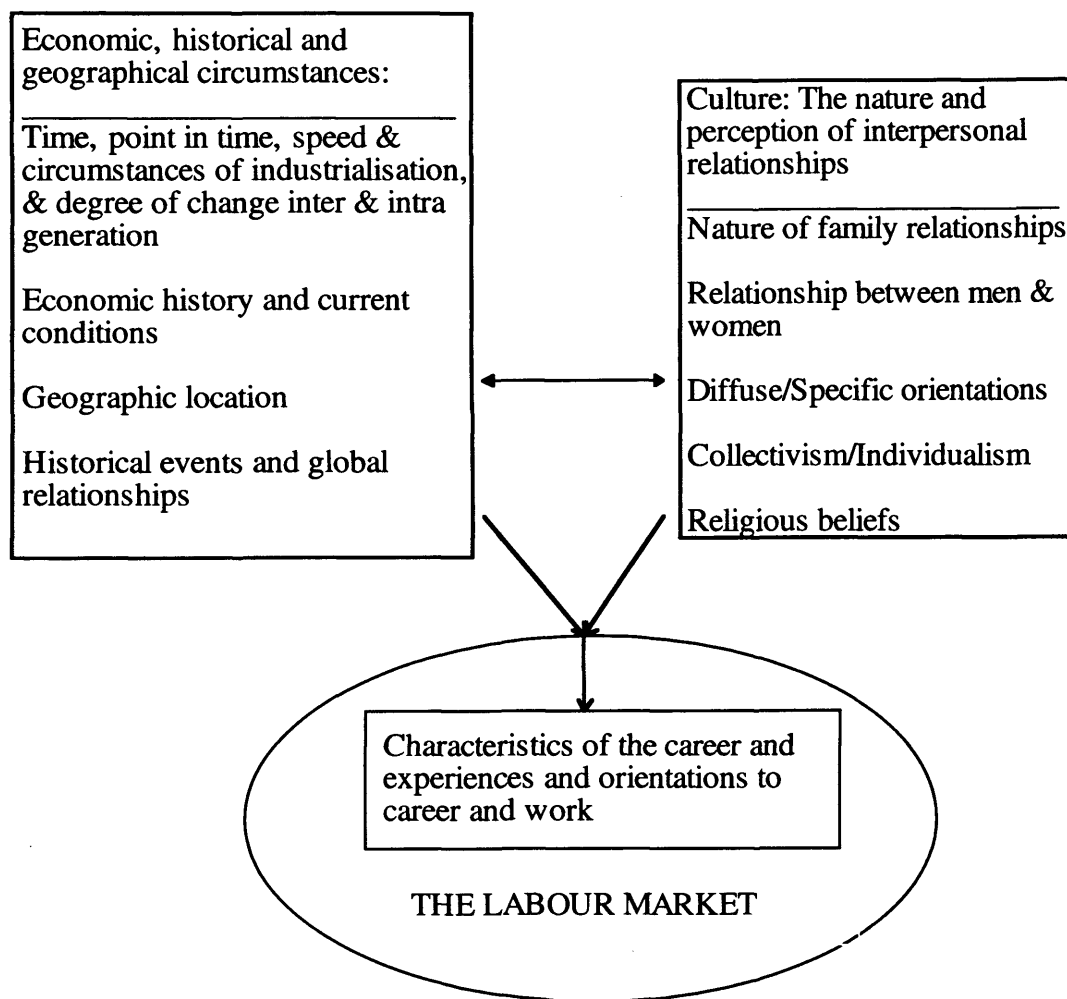 Economic, historical and
geographical circumstances:
Time, point in time, speed &
circumstances of industrialisation,
& degree of change inter & intra
generation
Economic history and current
conditions
Geographic location
Historical events and global
relationships
Culture: The nature and
perception of interpersonal
relationships
Nature of family relationships
Relationship between men &
women
Diffuse/Specific orientations
Collectivism/Individualism
Religious beliefs
Characteristics of the career and
experiences and orientations to
career and work
THE LABOUR MARKET